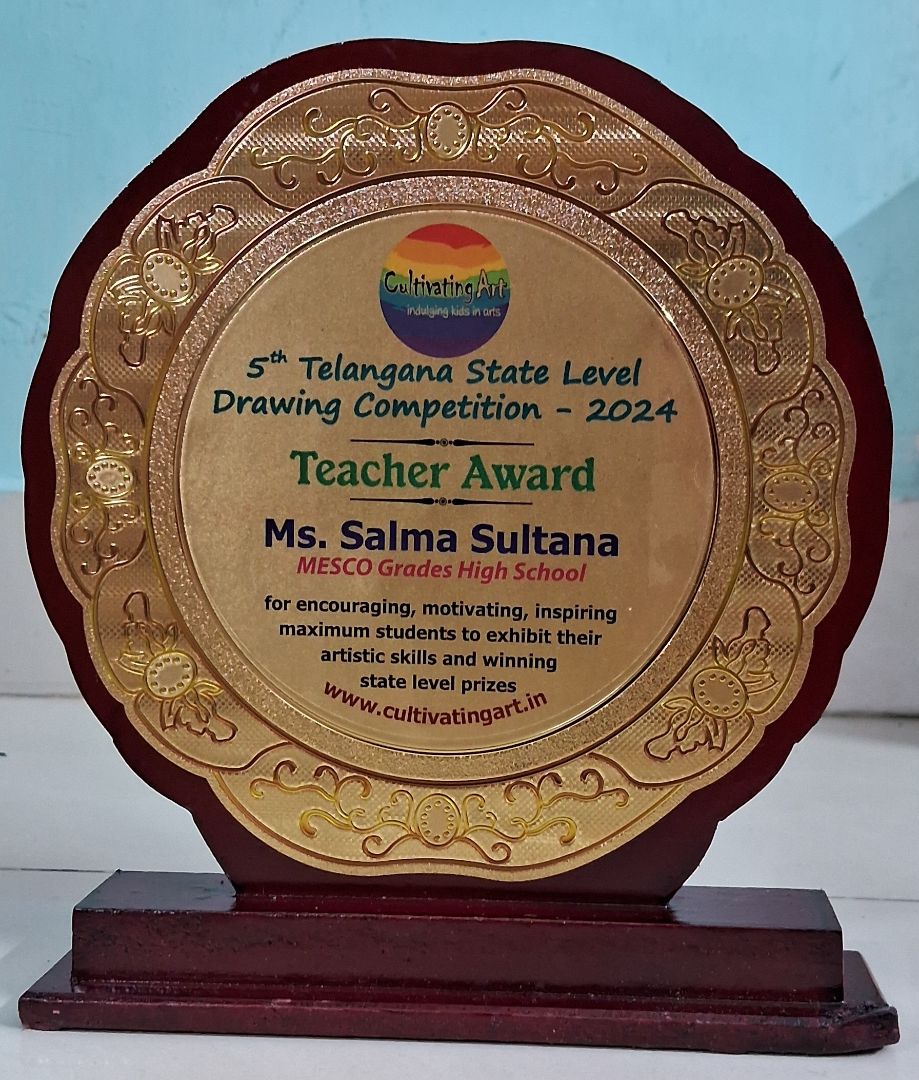 Cultivating Art
indulging kids in arts
5th Telangana State Level
Drawing Competition - 2024
Teacher Award
Ms. Salma Sultana
MESCO Grades High School
for encouraging, motivating, inspiring
maximum students to exhibit their
artistic skills and winning
state level prizes
www.cultivatingart.in